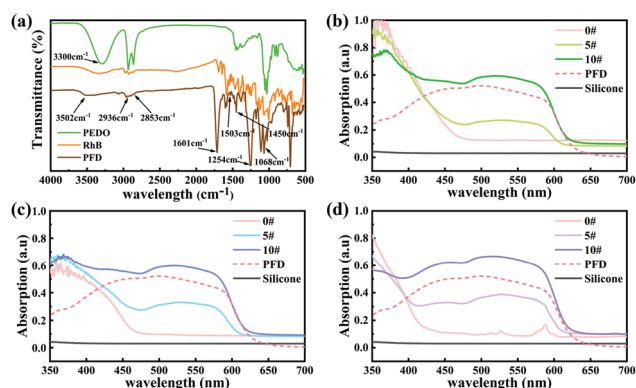 (a)
Transmittance (%)
3300cm-1
3502cm-1
2936cm-1
2853cm-1
1503cm-1
1450cm-1
1601cm-1
1254cm-1
1068cm-1
PEDO
RhB
PFD
4000 3500 3000 2500 2000 1500 1000 500
wavelength (cm-1)
(b)
Absorption (a.u)
1.0
0.8
0.6
0.4
0.2
0.0
0#
5#
10#
PFD
Silicone
350 400 450 500 550 600 650 700
wavelength (nm)
(c)
Absorption (a.u)
1.0
0.8
0.6
0.4
0.2
0.0
0#
5#
10#
PFD
Silicone
350 400 450 500 550 600 650 700
wavelength (nm)
(d)
Absorption (a.u)
1.0
0.8
0.6
0.4
0.2
0.0
0#
5#
10#
PFD
Silicone
350 400 450 500 550 600 650 700
wavelength (nm)